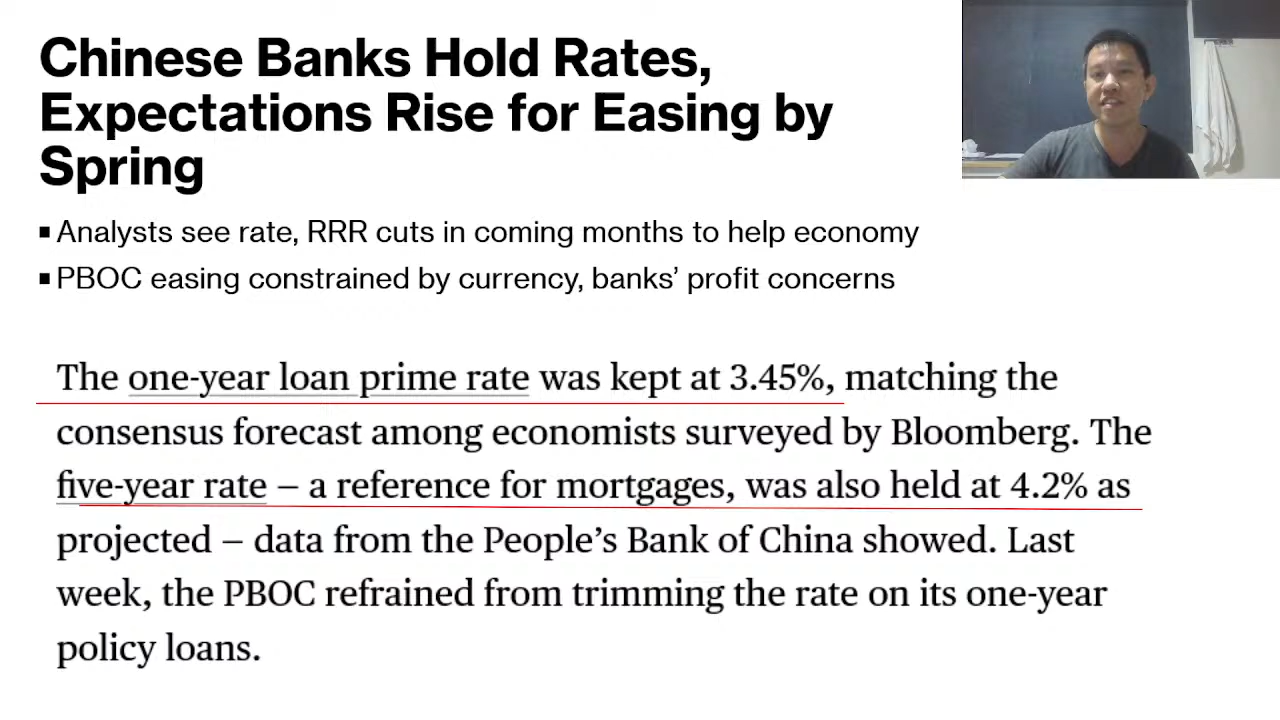 Chinese Banks Hold Rates,
Expectations Rise for Easing by
Spring
▪ Analysts see rate, RRR cuts in coming months to help economy
▪ PBOC easing constrained by currency, banks’ profit concerns
The one-year loan prime rate was kept at 3.45%, matching the
consensus forecast among economists surveyed by Bloomberg. The
five-year rate – a reference for mortgages, was also held at 4.2% as
projected – data from the People’s Bank of China showed. Last
week, the PBOC refrained from trimming the rate on its one-year
policy loans.